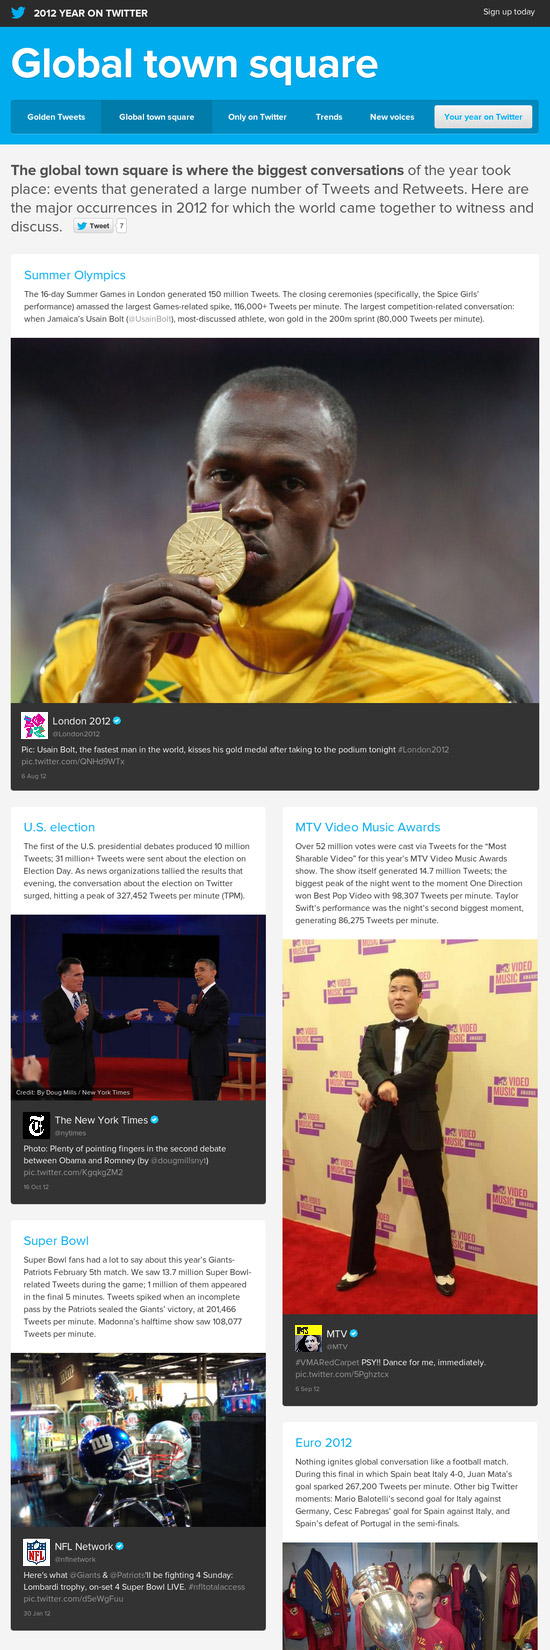 2012 YEAR ON TWITTER
Sign up today
Global town square
Golden Tweets
Global town square
Only on Twitter
Trends
New voices
Your year on Twitter
The global town square is where the biggest conversations of the year took
place: events that generated a large number of Tweets and Retweets. Here are
the major occurrences in 2012 for which the world came together to witness and
discuss.
Tweet
7
Summer Olympics
The 16-day Summer Games in London generated 150 million Tweets. The closing ceremonies (specifically, the Spice Girls'
performance) amassed the largest Games-related spike, 116,000+ Tweets per minute. The largest competition-related conversation:
when Jamaica's Usain Bolt (@UsainBolt), most-discussed athlete, won gold in the 200m sprint (80,000 Tweets per minute).
London 2012
@London2012
Pic: Usain Bolt, the fastest man in the world, kisses his gold medal after taking to the podium tonight #London2012
pic.twitter.com/QNHd9WTx
6 Aug 12
U.S. election
The first of the U.S. presidential debates produced 10 million
Tweets; 31 million+ Tweets were sent about the election on
Election Day. As news organizations tallied the results that
evening, the conversation about the election on Twitter
surged, hitting a peak of 327,452 Tweets per minute (TPM).
Credit: By Doug Mills / New York Times
The New York Times
@nytimes
Photo: Plenty of pointing fingers in the second debate
between Obama and Romney (by @dougmillsnyt)
pic.twitter.com/KgqkgZM2
16 Oct 12
Super Bowl
Super Bowl fans had a lot to say about this year's Giants-
Patriots February 5th match. We saw 13.7 million Super Bowl-
related Tweets during the game; 1 million of them appeared
in the final 5 minutes. Tweets spiked when an incomplete
pass by the Patriots sealed the Giants' victory, at 201,466
Tweets per minute. Madonna's halftime show saw 108,077
Tweets per minute.
NFL Network
@nflnetwork
Here's what @Giants & @Patriots'll be fighting 4 Sunday:
Lombardi trophy, on-set 4 Super Bowl LIVE. #nfltotalaccess
pic.twitter.com/d5eWgFuu
30 Jan 12
MTV Video Music Awards
Over 52 million votes were cast via Tweets for the "Most
Sharable Video" for this year's MTV Video Music Awards
show. The show itself generated 14.7 million Tweets; the
biggest peak of the night went to the moment One Direction
won Best Pop Video with 98,307 Tweets per minute. Taylor
Swift's performance was the night's second biggest moment,
generating 86,275 Tweets per minute.
MTV
@MTV
#VMARedCarpet PSY!! Dance for me, immediately.
pic.twitter.com/5Pghztcx
6 Sep 12
Euro 2012
Nothing ignites global conversation like a football match.
During this final in which Spain beat Italy 4-0, Juan Mata's
goal sparked 267,200 Tweets per minute. Other big Twitter
moments: Mario Balotelli's second goal for Italy against
Germany, Cesc Fabregas' goal for Spain against Italy, and
Spain's defeat of Portugal in the semi-finals.